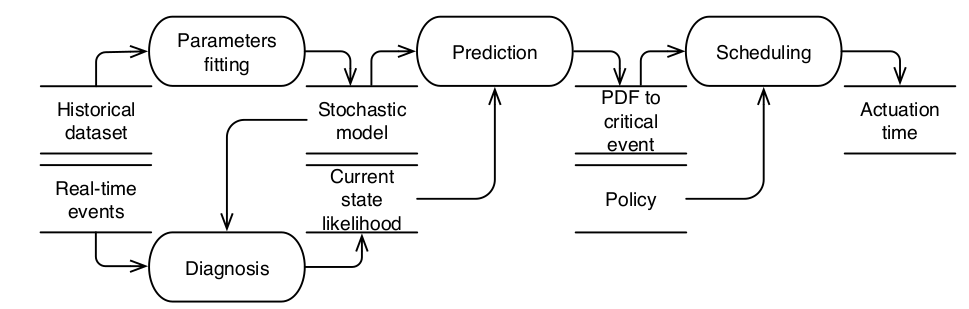 Parameters
fitting
Prediction
Scheduling
Historical
dataset
Stochastic
model
PDF to
critical
event
Actuation
time
Real-time
events
Current
state
likelihood
Policy
Diagnosis